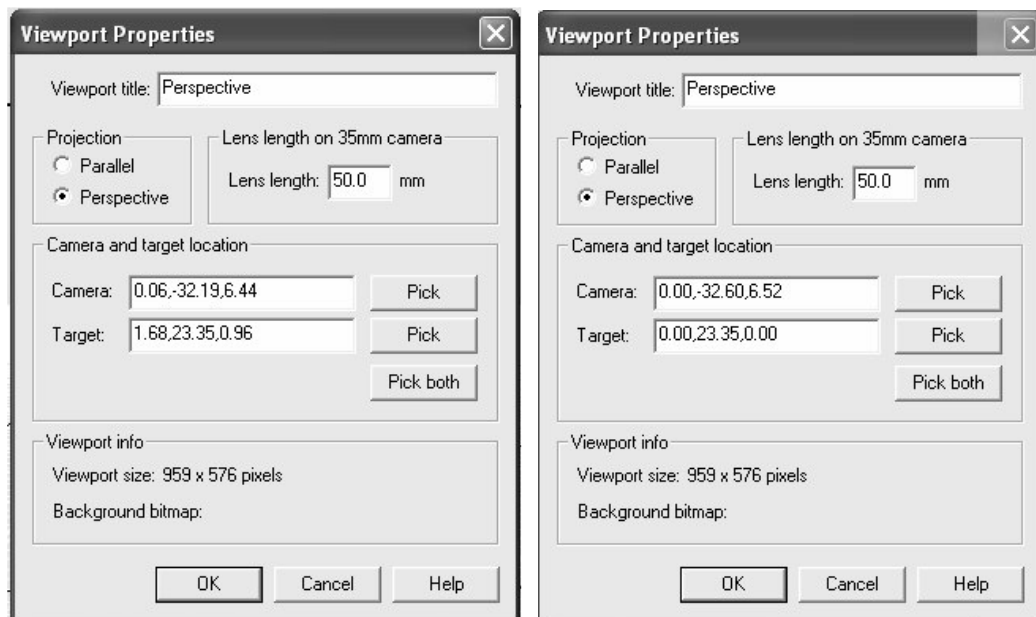 Viewport Properties
Viewport title: Perspective
Projection
Parallel
Perspective
Lens length on 35mm camera
Lens length: 50.0 mm
Camera and target location
Camera: 0.06,-32.19,6.44 Pick
Target: 1.68,23.35,0.96 Pick
Pick both
Viewport info
Viewport size: 959 x 576 pixels
Background bitmap:
OK Cancel Help
Viewport Properties
Viewport title: Perspective
Projection
Parallel
Perspective
Lens length on 35mm camera
Lens length: 50.0 mm
Camera and target location
Camera: 0.00,-32.60,6.52 Pick
Target: 0.00,23.35,0.00 Pick
Pick both
Viewport info
Viewport size: 959 x 576 pixels
Background bitmap:
OK Cancel Help